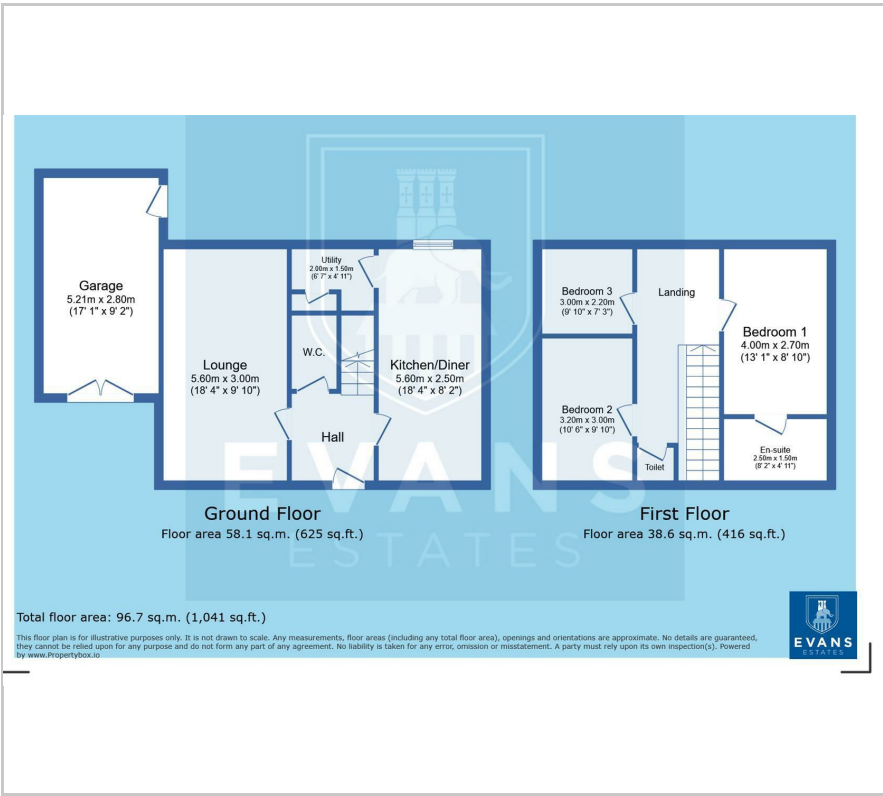 Garage
5.21m x 2.80m
(17' 1" x 9' 2")
Utility
2.00m x 1.50m
(6' 7" x 4' 11")
Lounge
5.60m x 3.00m
(18' 4" x 9' 10")
W.C.
Kitchen/Diner
5.60m x 2.50m
(18' 4" x 8' 2")
Hall
Ground Floor
Floor area 58.1 sq.m. (625 sq.ft.)
Bedroom 3
3.00m x 2.20m
(9' 10" x 7' 3")
Landing
Bedroom 1
4.00m x 2.70m
(13' 1" x 8' 10")
Bedroom 2
3.20m x 3.00m
(10' 6" x 9' 10")
Toilet
En-suite
2.50m x 1.50m
(8' 2" x 4' 11")
First Floor
Floor area 38.6 sq.m. (416 sq.ft.)
EVANS
ESTATES
Total floor area: 96.7 sq.m. (1,041 sq.ft.)
This floor plan is for illustrative purposes only. It is not drawn to scale. Any measurements, floor areas (including any total floor area), openings and orientations are approximate. No details are guaranteed,
they cannot be relied upon for any purpose and do not form any part of any agreement. No liability is taken for any error, omission or misstatement. A party must rely upon its own inspection(s). Powered
by www.Propertybox.io
EVANS
ESTATES